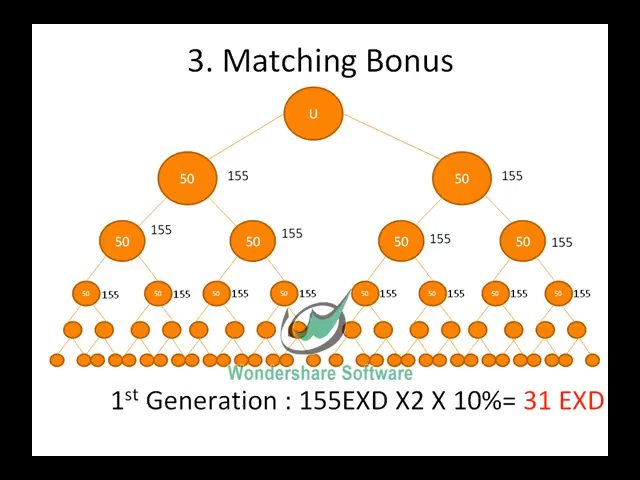 3. Matching Bonus
U
50 155 50 155
50 155 50 155 50 155 50 155
50 155 50 155 50 155 50 155 50 155 50 155 50 155 50 155
Wondershare Software
1st Generation : 155EXD X2 X 10%= 31 EXD